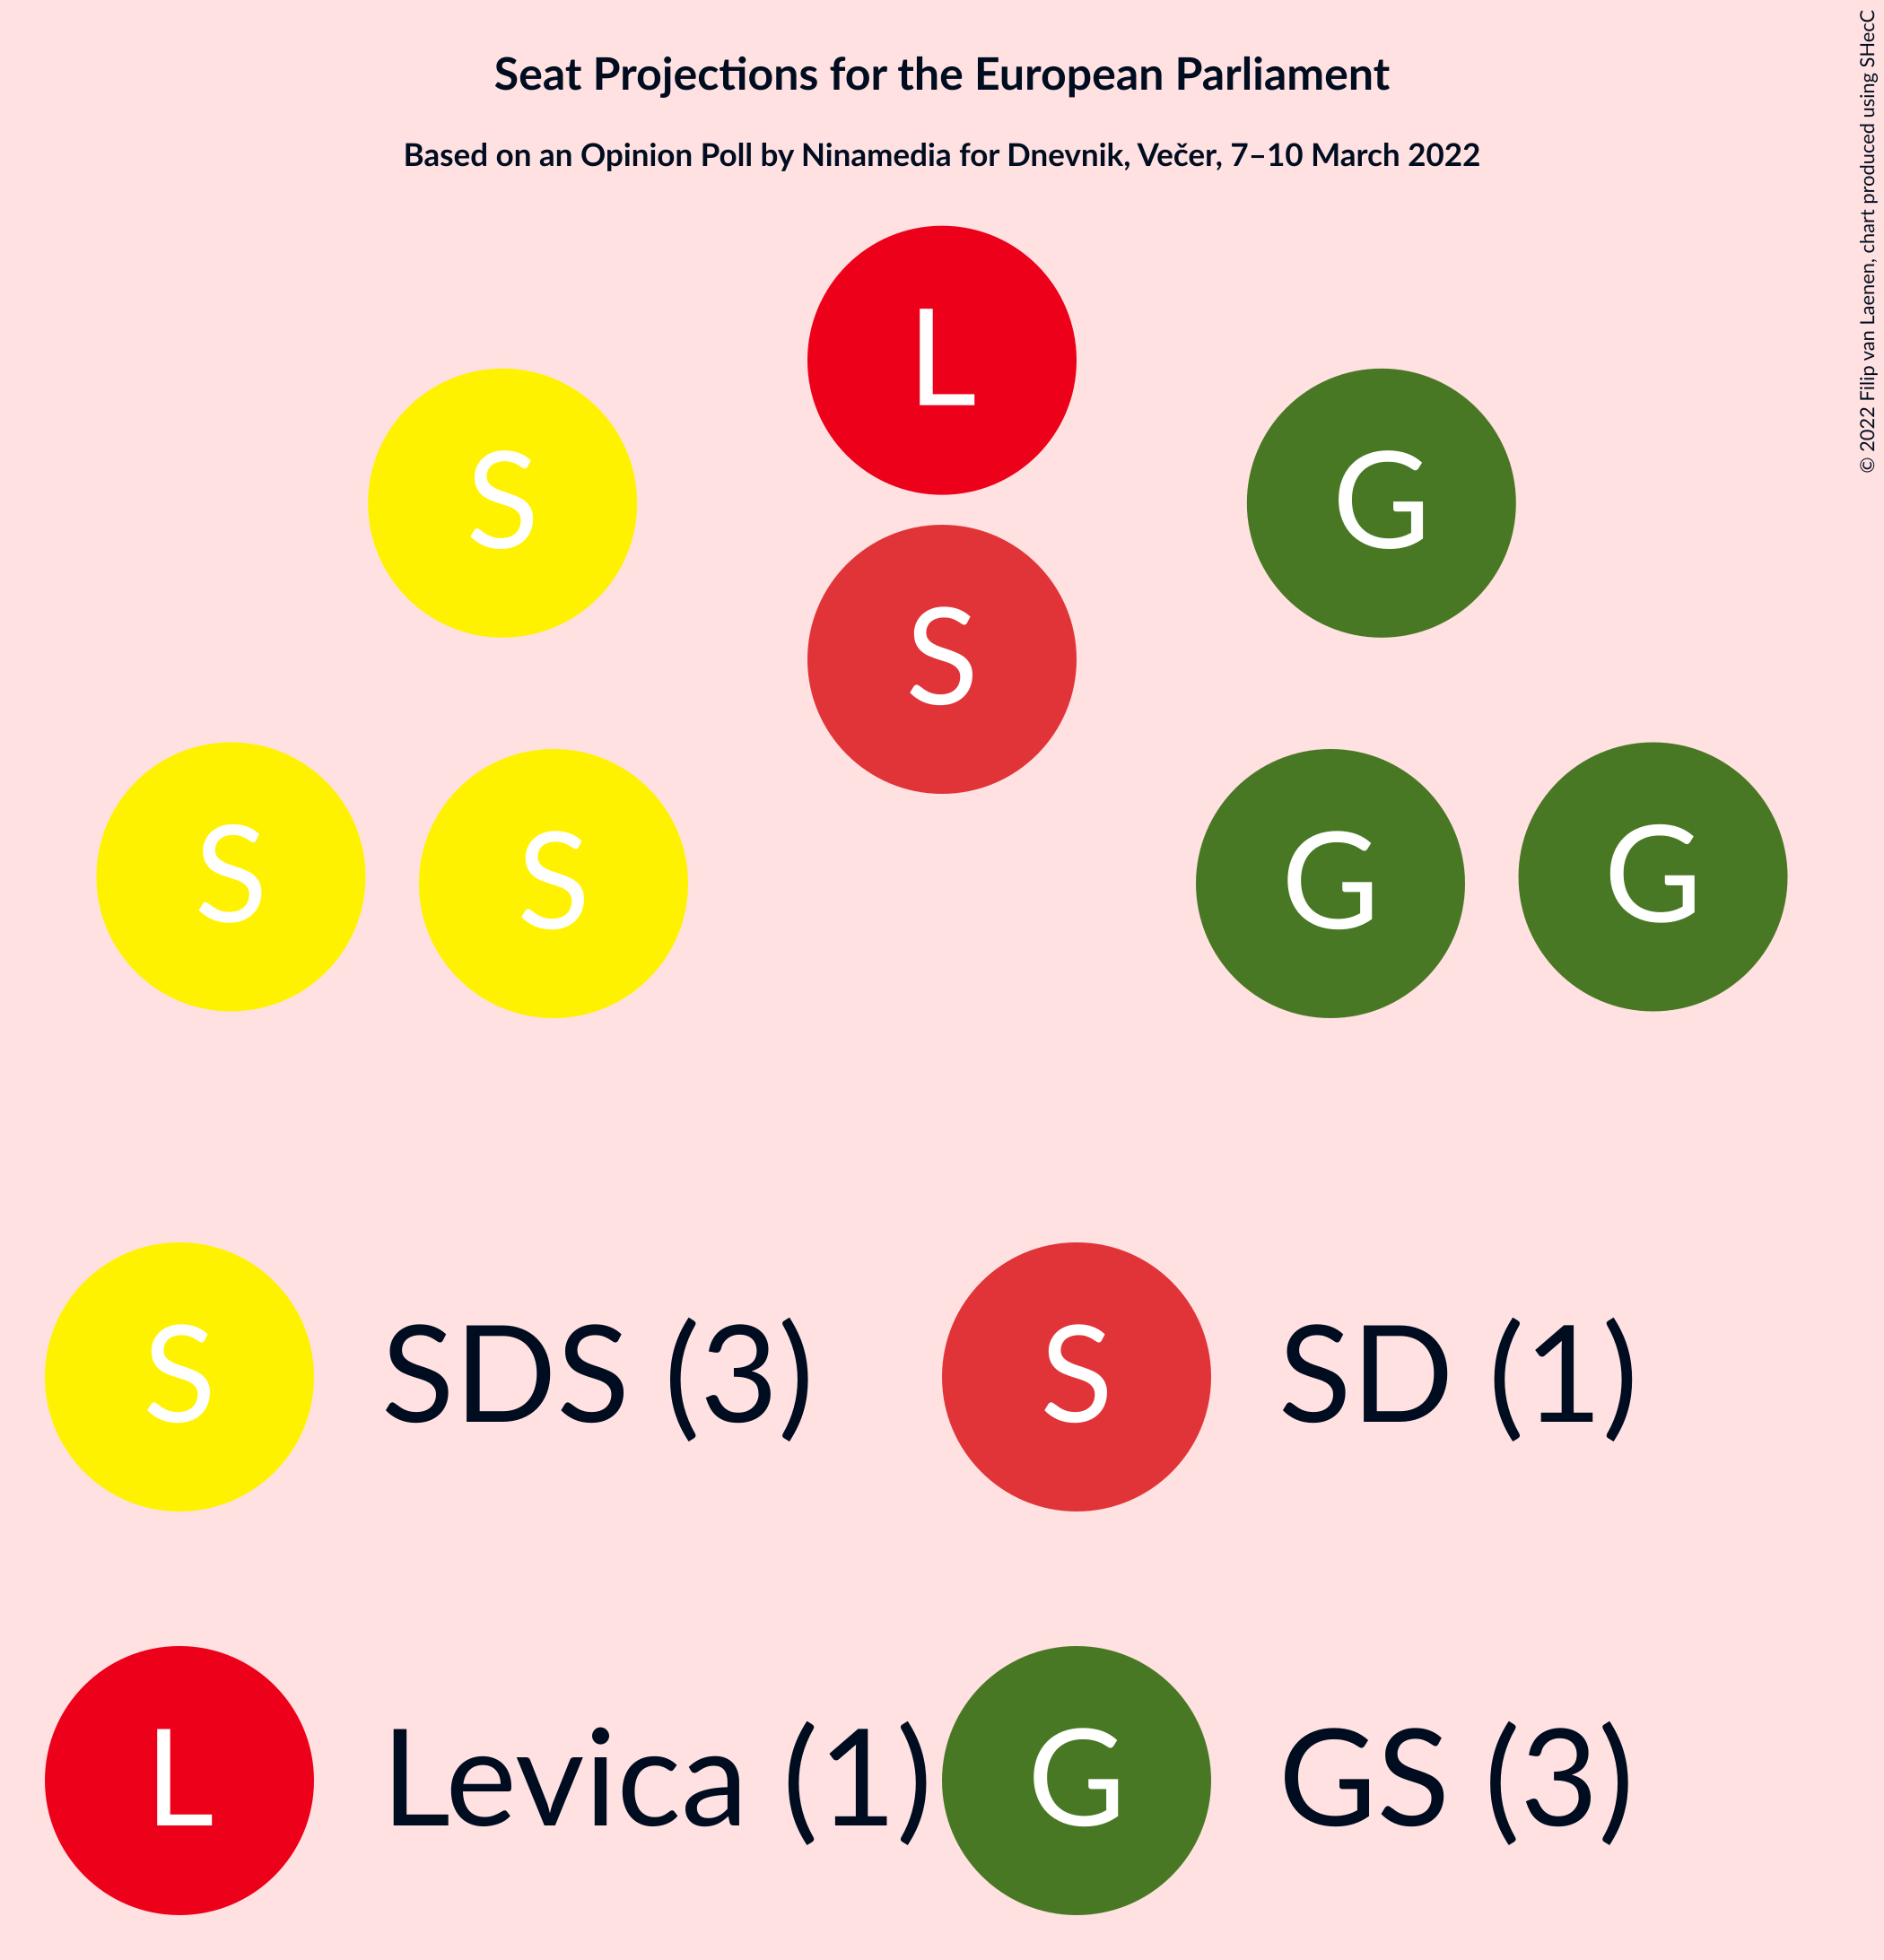 Seat Projections for the European Parliament
Based on an Opinion Poll by Ninamedia for Dnevnik, Večer, 7–10 March 2022
© 2022 Filip van Laenen, chart produced using SHecC
L
S
G
S
S
S
G
G
S SDS (3)
S SD (1)
L Levica (1)
G GS (3)